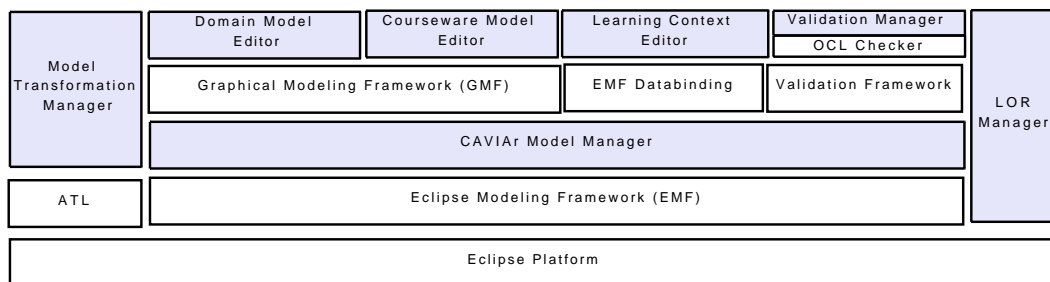 Model
Transformation
Manager
Domain Model
Editor
Courseware Model
Editor
Learning Context
Editor
Validation Manager
OCL Checker
Graphical Modeling Framework (GMF)
EMF Databinding
Validation Framework
LOR
Manager
CAVIAr Model Manager
ATL
Eclipse Modeling Framework (EMF)
Eclipse Platform